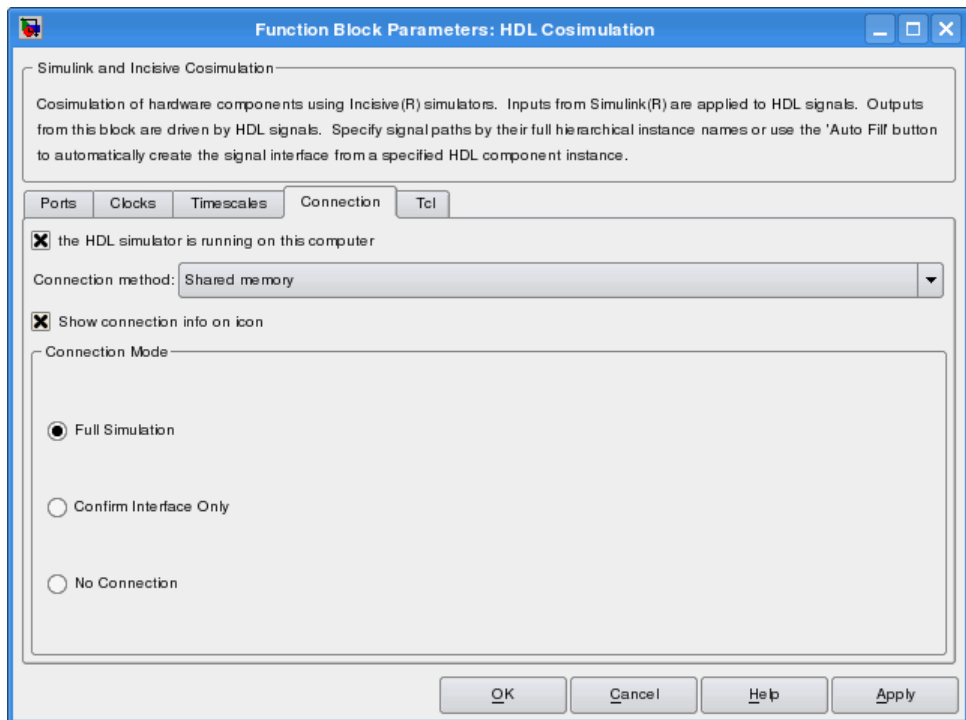 Function Block Parameters: HDL Cosimulation
Simulink and Incisive Cosimulation
Cosimulation of hardware components using Incisive(R) simulators. Inputs from Simulink(R) are applied to HDL signals. Outputs
from this block are driven by HDL signals. Specify signal paths by their full hierarchical instance names or use the 'Auto Fill' button
to automatically create the signal interface from a specified HDL component instance.
Ports Clocks Timescales Connection Tcl
the HDL simulator is running on this computer
Connection method: Shared memory
Show connection info on icon
Connection Mode
Full Simulation
Confirm Interface Only
No Connection
OK Cancel Help Apply